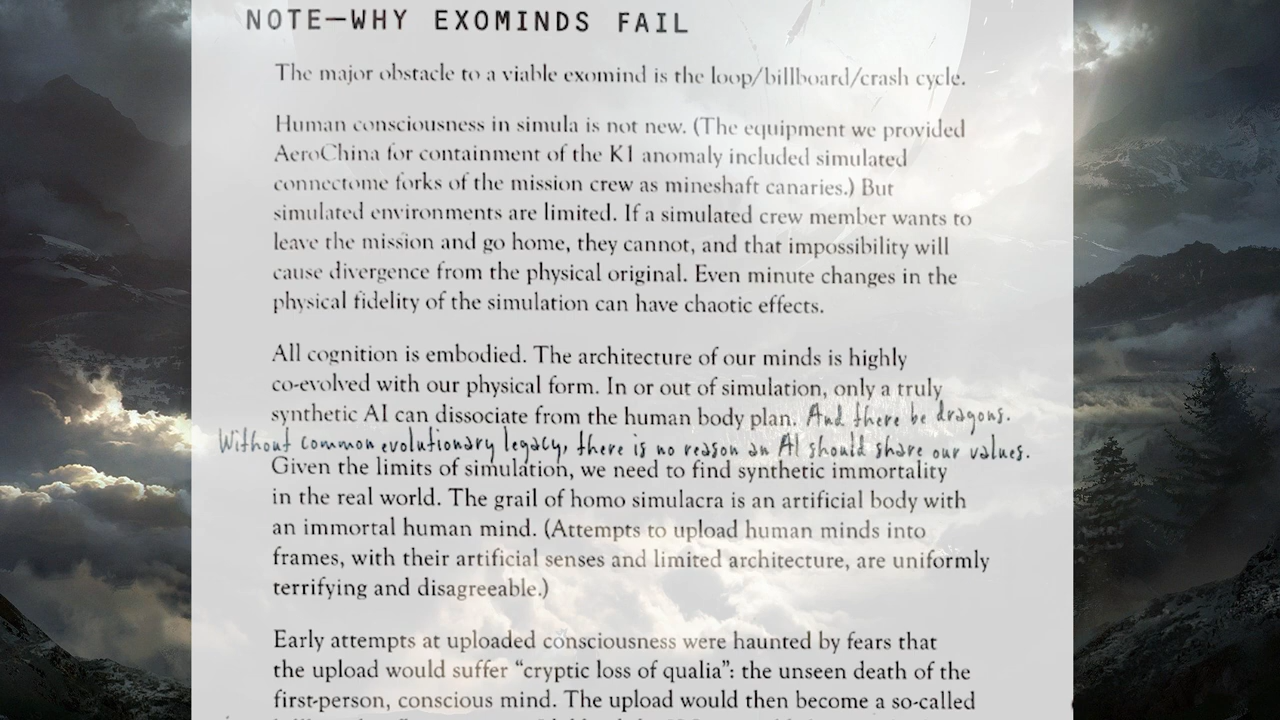 NOTE—WHY EXOMINDS FAIL
The major obstacle to a viable exomind is the loop/billboard/crash cycle.
Human consciousness in simula is not new. (The equipment we provided
AeroChina for containment of the K1 anomaly included simulated
connectome forks of the mission crew as mineshaft canaries.) But
simulated environments are limited. If a simulated crew member wants to
leave the mission and go home, they cannot, and that impossibility will
cause divergence from the physical original. Even minute changes in the
physical fidelity of the simulation can have chaotic effects.
All cognition is embodied. The architecture of our minds is highly
co-evolved with our physical form. In or out of simulation, only a truly
synthetic AI can dissociate from the human body plan. And there be dragons.
Without common evolutionary legacy, there is no reason an AI should share our values.
Given the limits of simulation, we need to find synthetic immortality
in the real world. The grail of homo simulacra is an artificial body with
an immortal human mind. (Attempts to upload human minds into
frames, with their artificial senses and limited architecture, are uniformly
terrifying and disagreeable.)
Early attempts at uploaded consciousness were haunted by fears that
the upload would suffer “cryptic loss of qualia”: the unseen death of the
first-person, conscious mind. The upload would then become a so-called